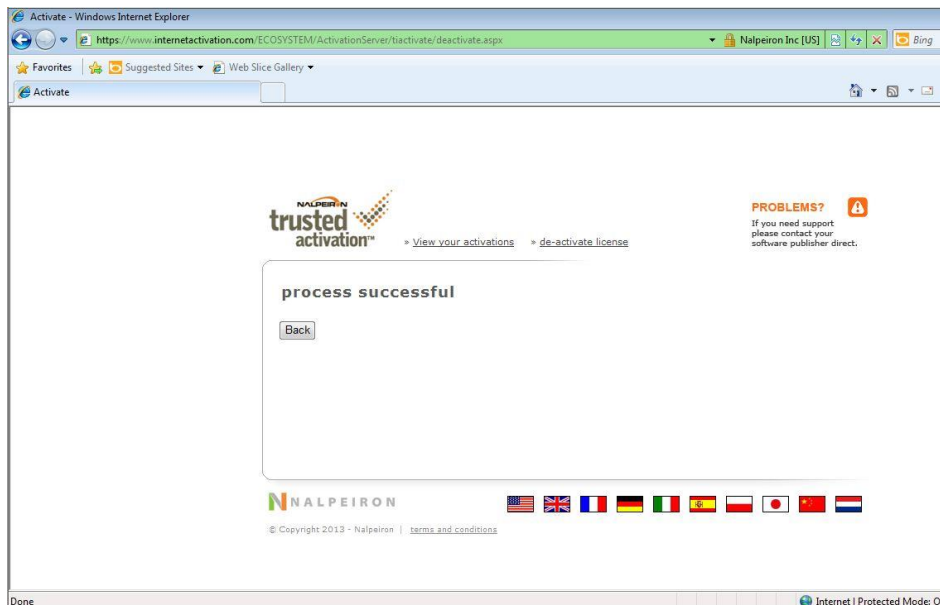 Activate - Windows Internet Explorer
https://www.internetactivation.com/ECOSYSTEM/ActivationServer/tiactivate/deactivate.aspx Nalpeiron Inc [US] Bing
Favorites Suggested Sites Web Slice Gallery
Activate
NALPEIRON
trusted
activation™ » View your activations » de-activate license
PROBLEMS?
If you need support
please contact your
software publisher direct.
process successful
Back
NALPEIRON
© Copyright 2013 - Nalpeiron | terms and conditions
Done Internet | Protected Mode: O